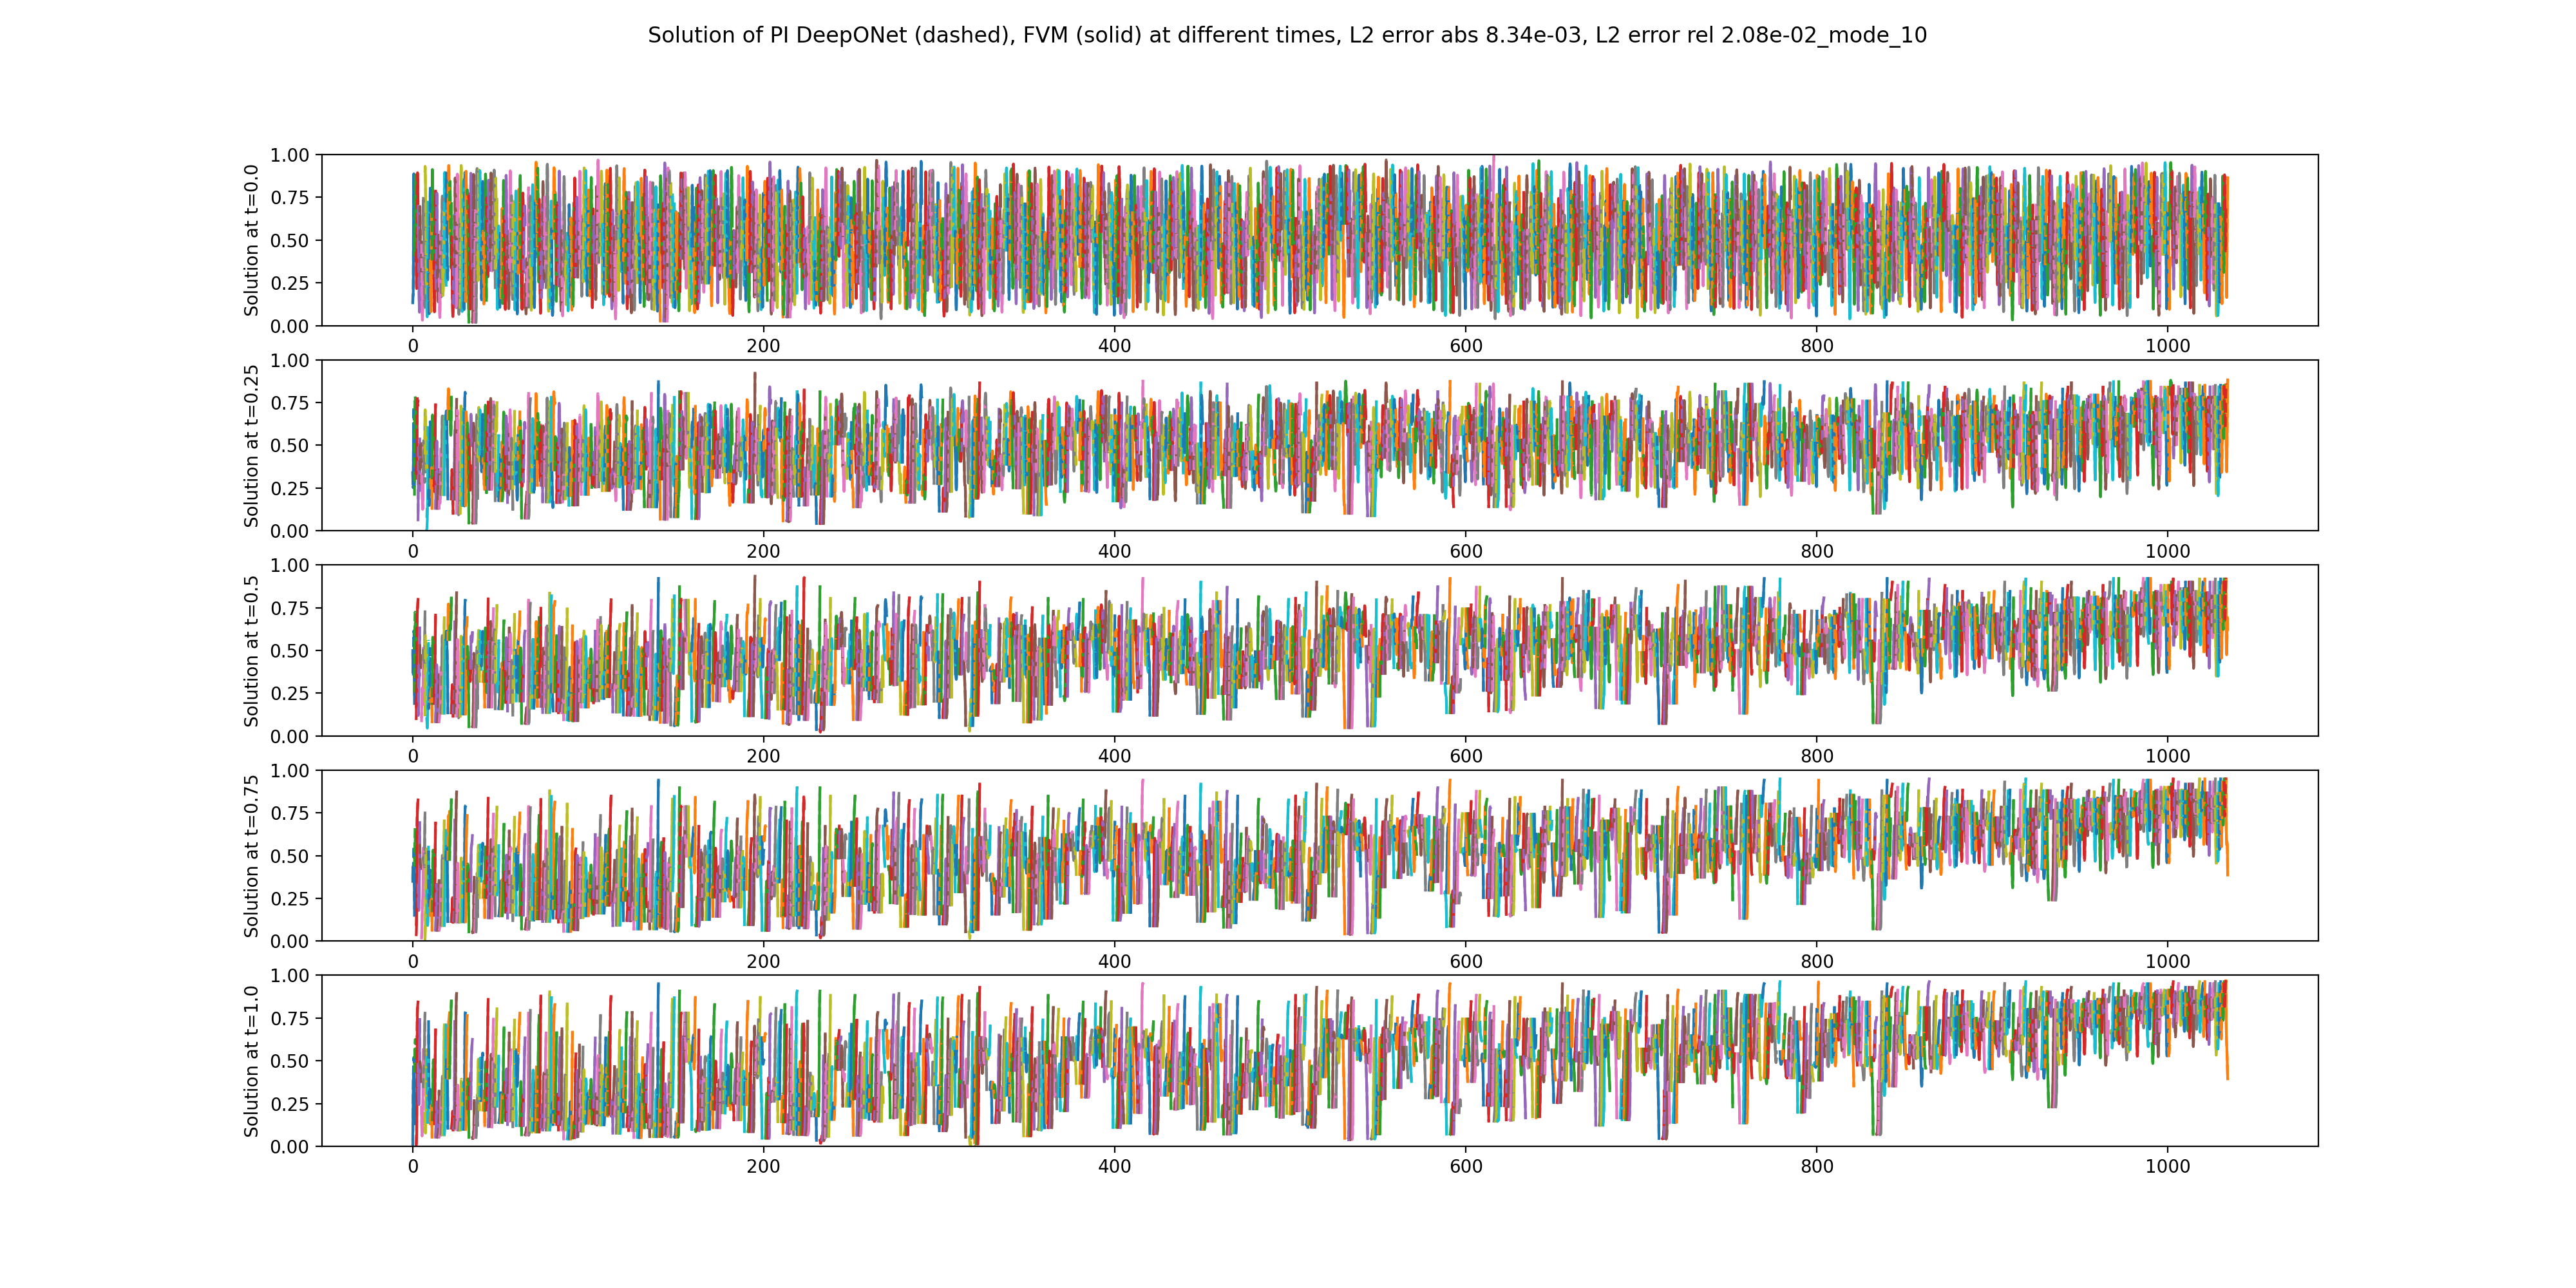 Solution of PI DeepONet (dashed), FVM (solid) at different times, L2 error abs 8.34e-03, L2 error rel 2.08e-02_mode_10
Solution at t=0.0
1.00
0.75
0.50
0.25
0.00
0 200 400 600 800 1000
Solution at t=0.25
1.00
0.75
0.50
0.25
0.00
0 200 400 600 800 1000
Solution at t=0.5
1.00
0.75
0.50
0.25
0.00
0 200 400 600 800 1000
Solution at t=0.75
1.00
0.75
0.50
0.25
0.00
0 200 400 600 800 1000
Solution at t=1.0
1.00
0.75
0.50
0.25
0.00
0 200 400 600 800 1000